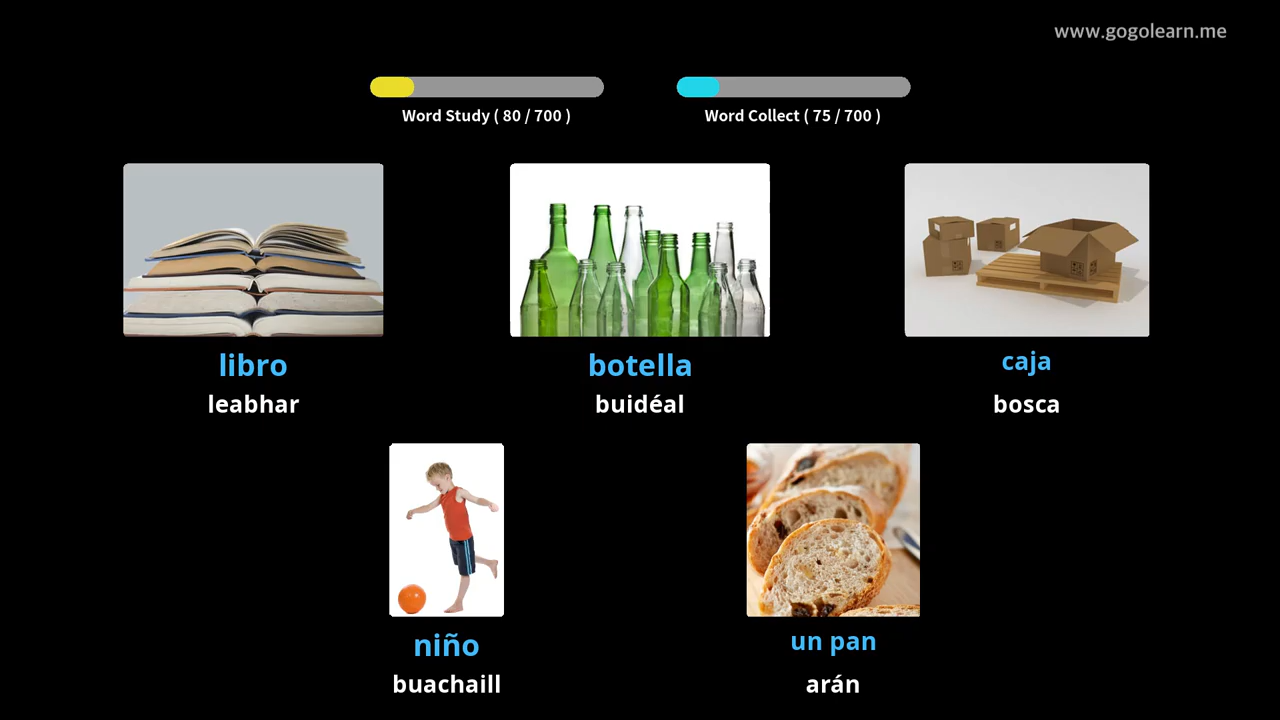 www.gogolearn.me
Word Study ( 80 / 700 )
Word Collect ( 75 / 700 )
libro
leabhar
botella
buidéal
caja
bosca
niño
buachaill
un pan
arán